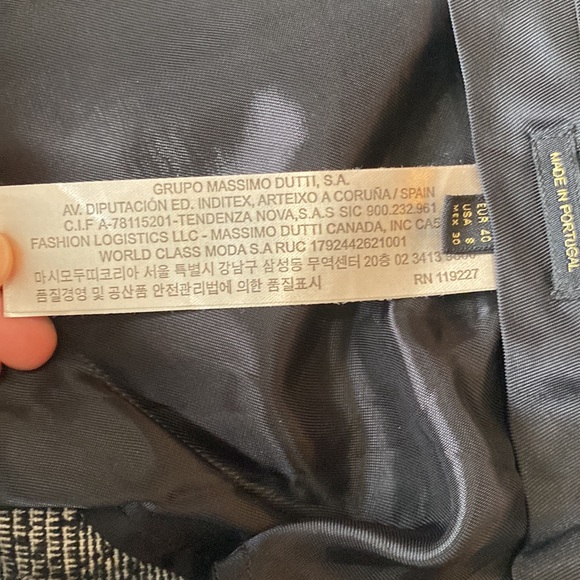 GRUPO MASSIMO DUTTI, S.A.
AV. DIPUTACIÓN ED. INDITEX, ARTEIXO A CORUÑA / SPAIN
C.I.F A-78115201-TENDENZA NOVA,S.A.S SIC 900.232.961
FASHION LOGISTICS LLC - MASSIMO DUTTI CANADA, INC CA5
WORLD CLASS MODA S.A RUC 1792442621001
마시모두띠코리아 서울 특별시 강남구 삼성동 무역센터 20층 02 3413
품질경영 및 공산품 안전관리법에 의한 품질표시
RN 119227
EUR 40
USA 8
MEX 30
MADE IN PORTUGAL